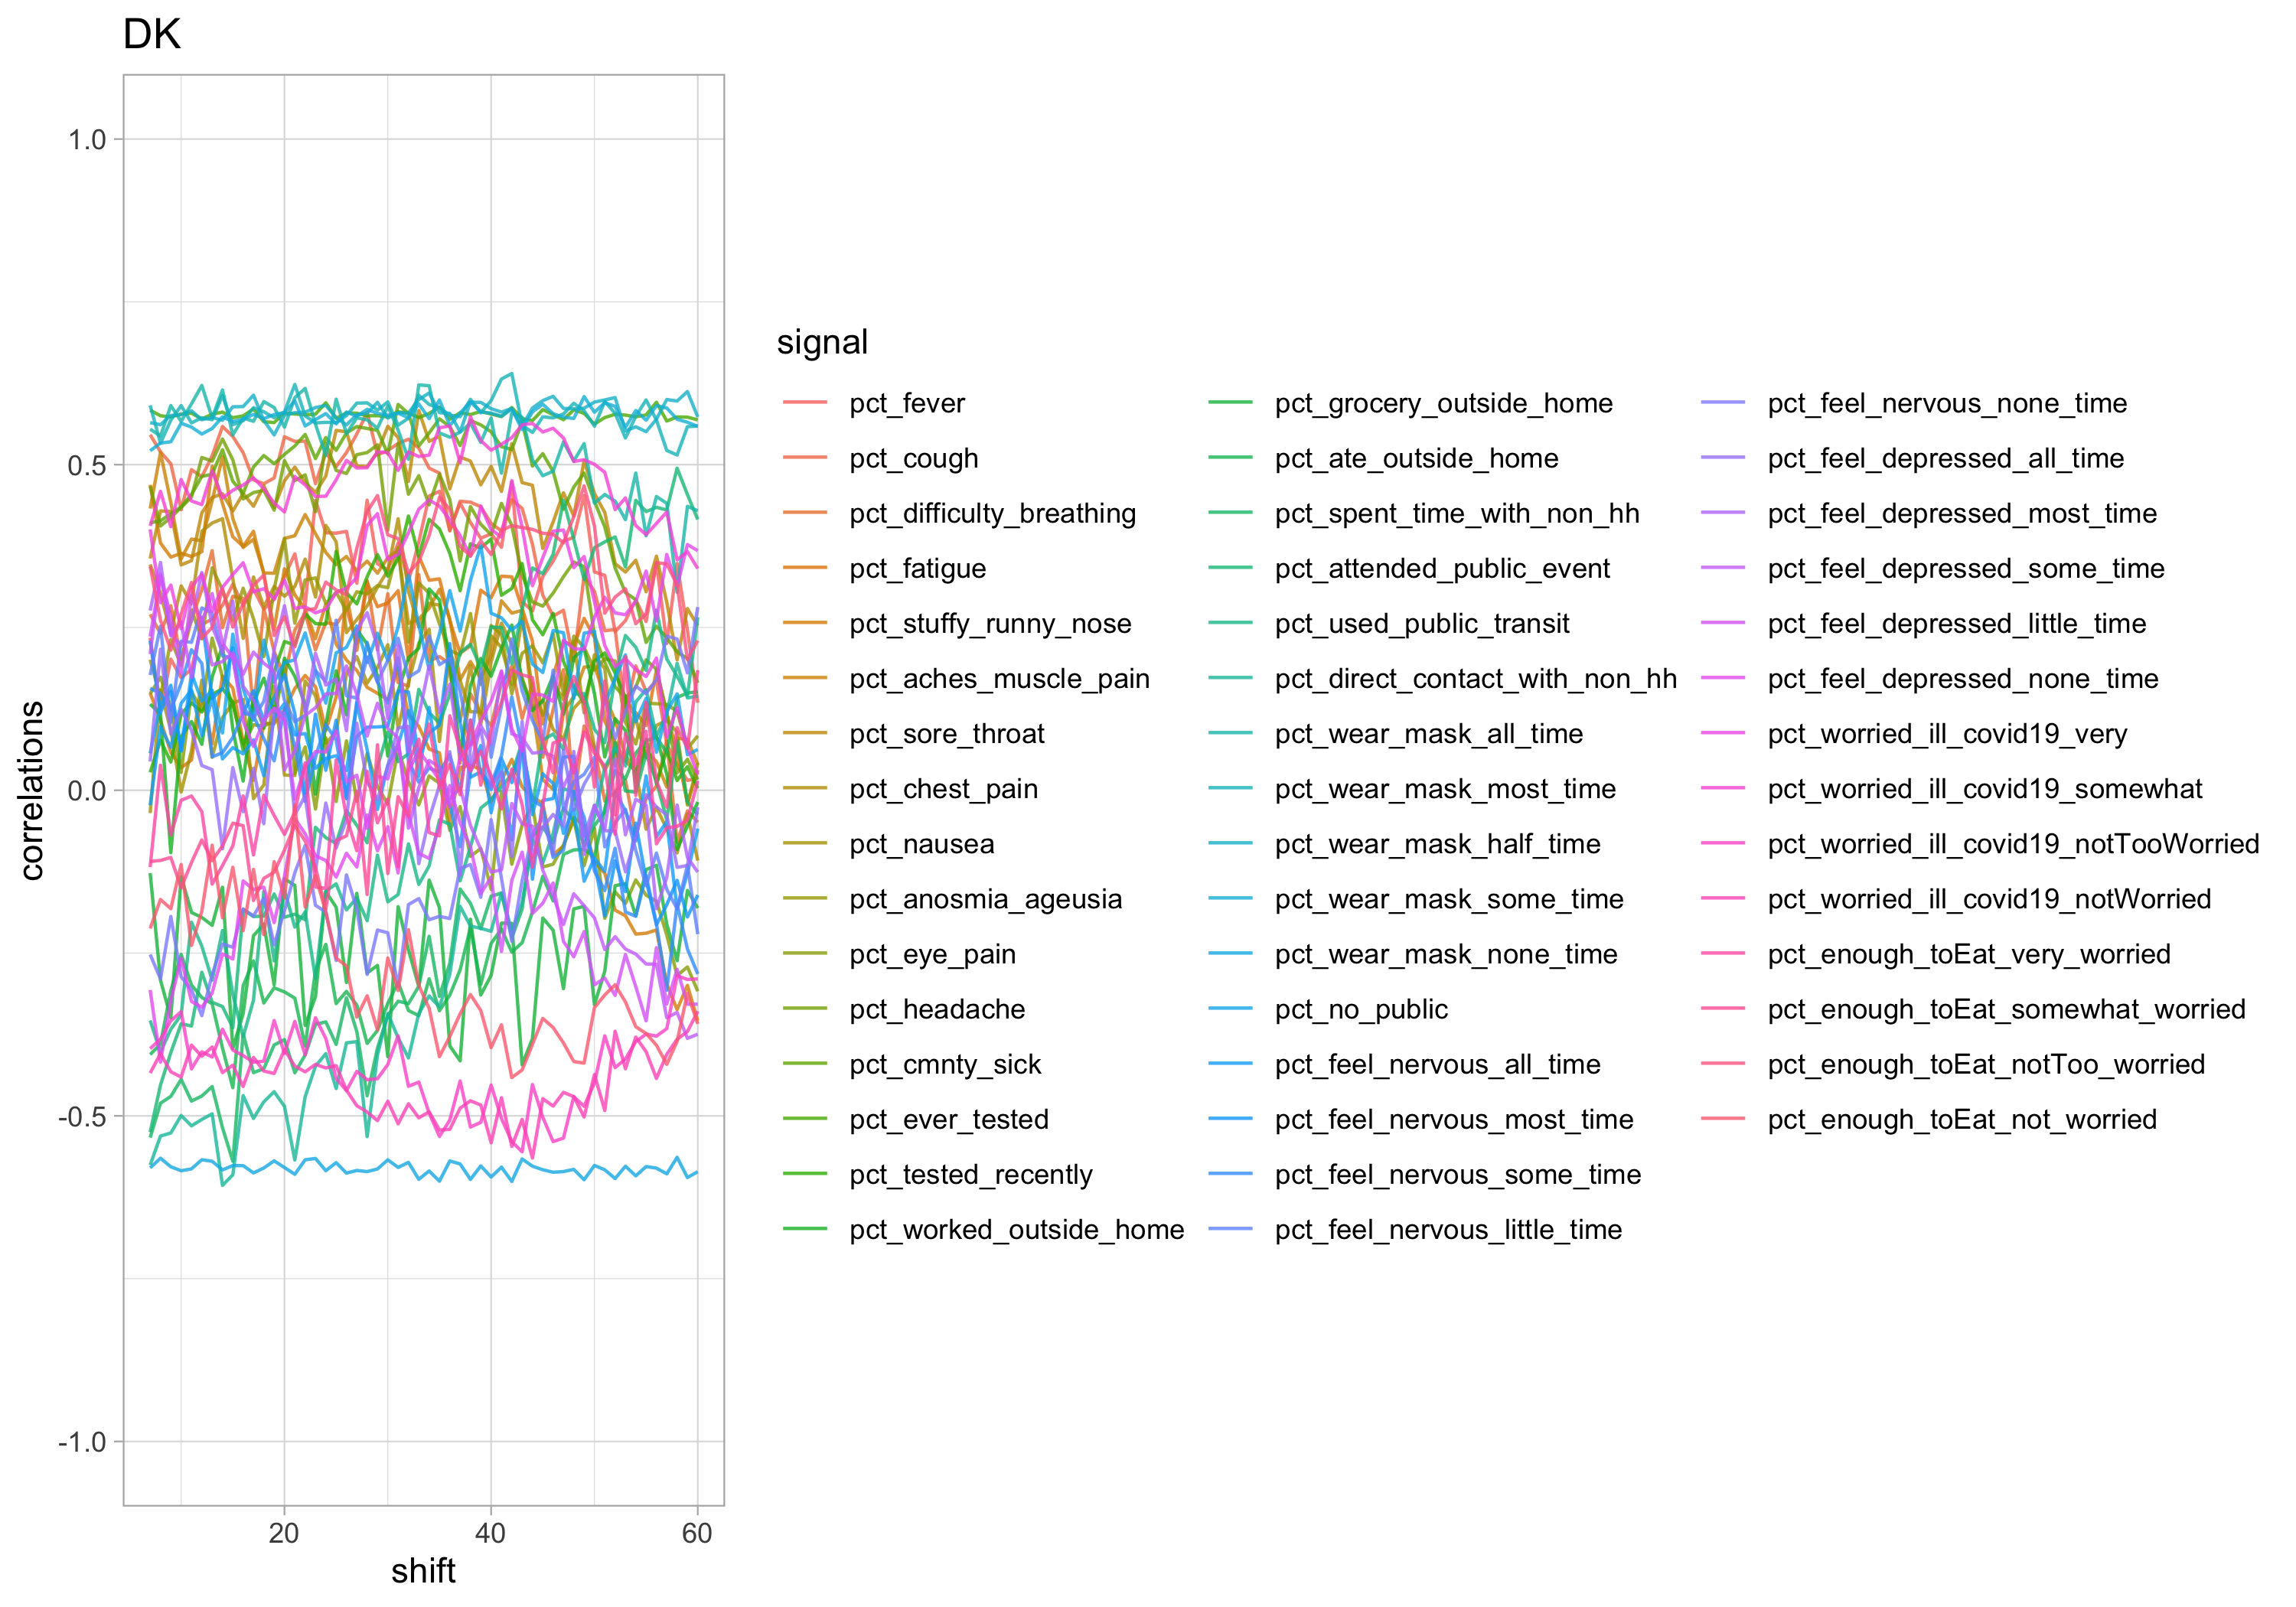 DK
1.0
0.5
0.0
-0.5
-1.0
correlations
20 40 60
shift
signal
pct_fever
pct_cough
pct_difficulty_breathing
pct_fatigue
pct_stuffy_runny_nose
pct_aches_muscle_pain
pct_sore_throat
pct_chest_pain
pct_nausea
pct_anosmia_ageusia
pct_eye_pain
pct_headache
pct_cmnty_sick
pct_ever_tested
pct_tested_recently
pct_worked_outside_home
pct_grocery_outside_home
pct_ate_outside_home
pct_spent_time_with_non_hh
pct_attended_public_event
pct_used_public_transit
pct_direct_contact_with_non_hh
pct_wear_mask_all_time
pct_wear_mask_most_time
pct_wear_mask_half_time
pct_wear_mask_some_time
pct_wear_mask_none_time
pct_no_public
pct_feel_nervous_all_time
pct_feel_nervous_most_time
pct_feel_nervous_some_time
pct_feel_nervous_little_time
pct_feel_nervous_none_time
pct_feel_depressed_all_time
pct_feel_depressed_most_time
pct_feel_depressed_some_time
pct_feel_depressed_little_time
pct_feel_depressed_none_time
pct_worried_ill_covid19_very
pct_worried_ill_covid19_somewhat
pct_worried_ill_covid19_notTooWorried
pct_worried_ill_covid19_notWorried
pct_enough_toEat_very_worried
pct_enough_toEat_somewhat_worried
pct_enough_toEat_notToo_worried
pct_enough_toEat_not_worried